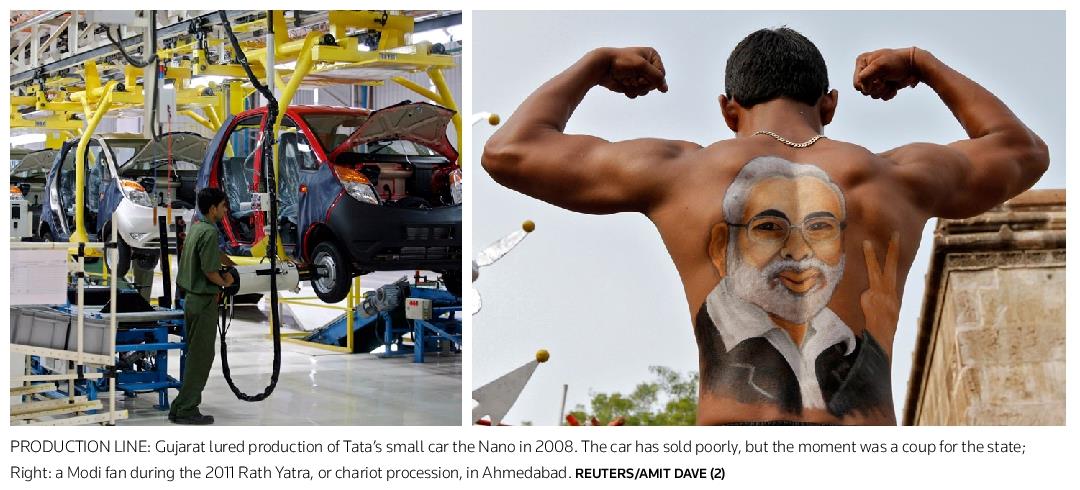 PRODUCTION LINE: Gujarat lured production of Tata’s small car the Nano in 2008. The car has sold poorly, but the moment was a coup for the state;
Right: a Modi fan during the 2011 Rath Yatra, or chariot procession, in Ahmedabad. REUTERS/AMIT DAVE (2)